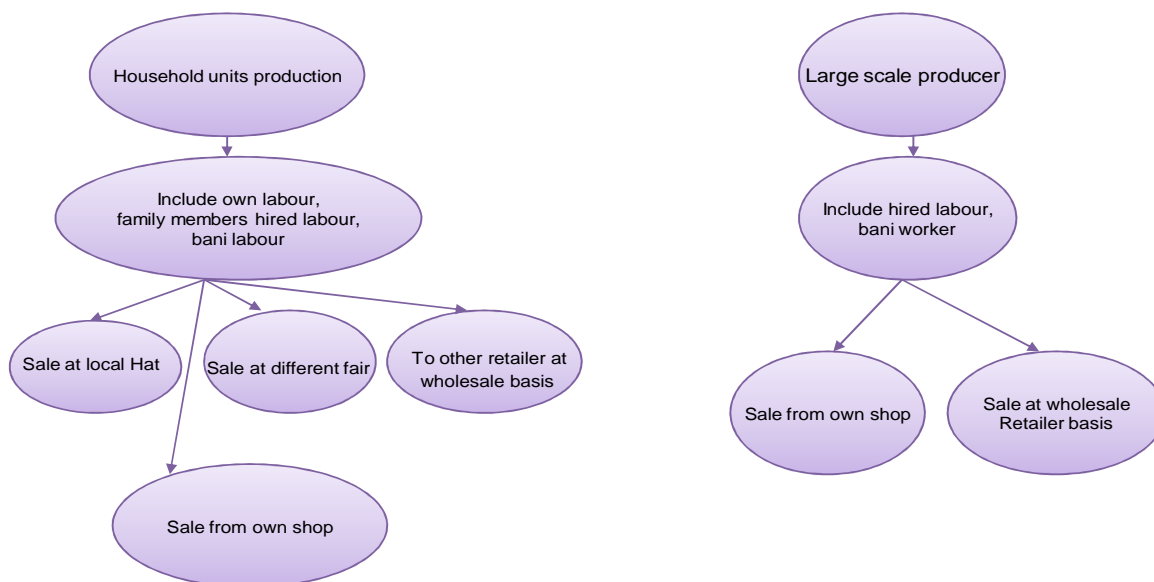 Household units production
Include own labour,
family members hired labour,
bani labour
Sale at local Hat
Sale at different fair
To other retailer at
wholesale basis
Sale from own shop
Large scale producer
Include hired labour,
bani worker
Sale from own shop
Sale at wholesale
Retailer basis